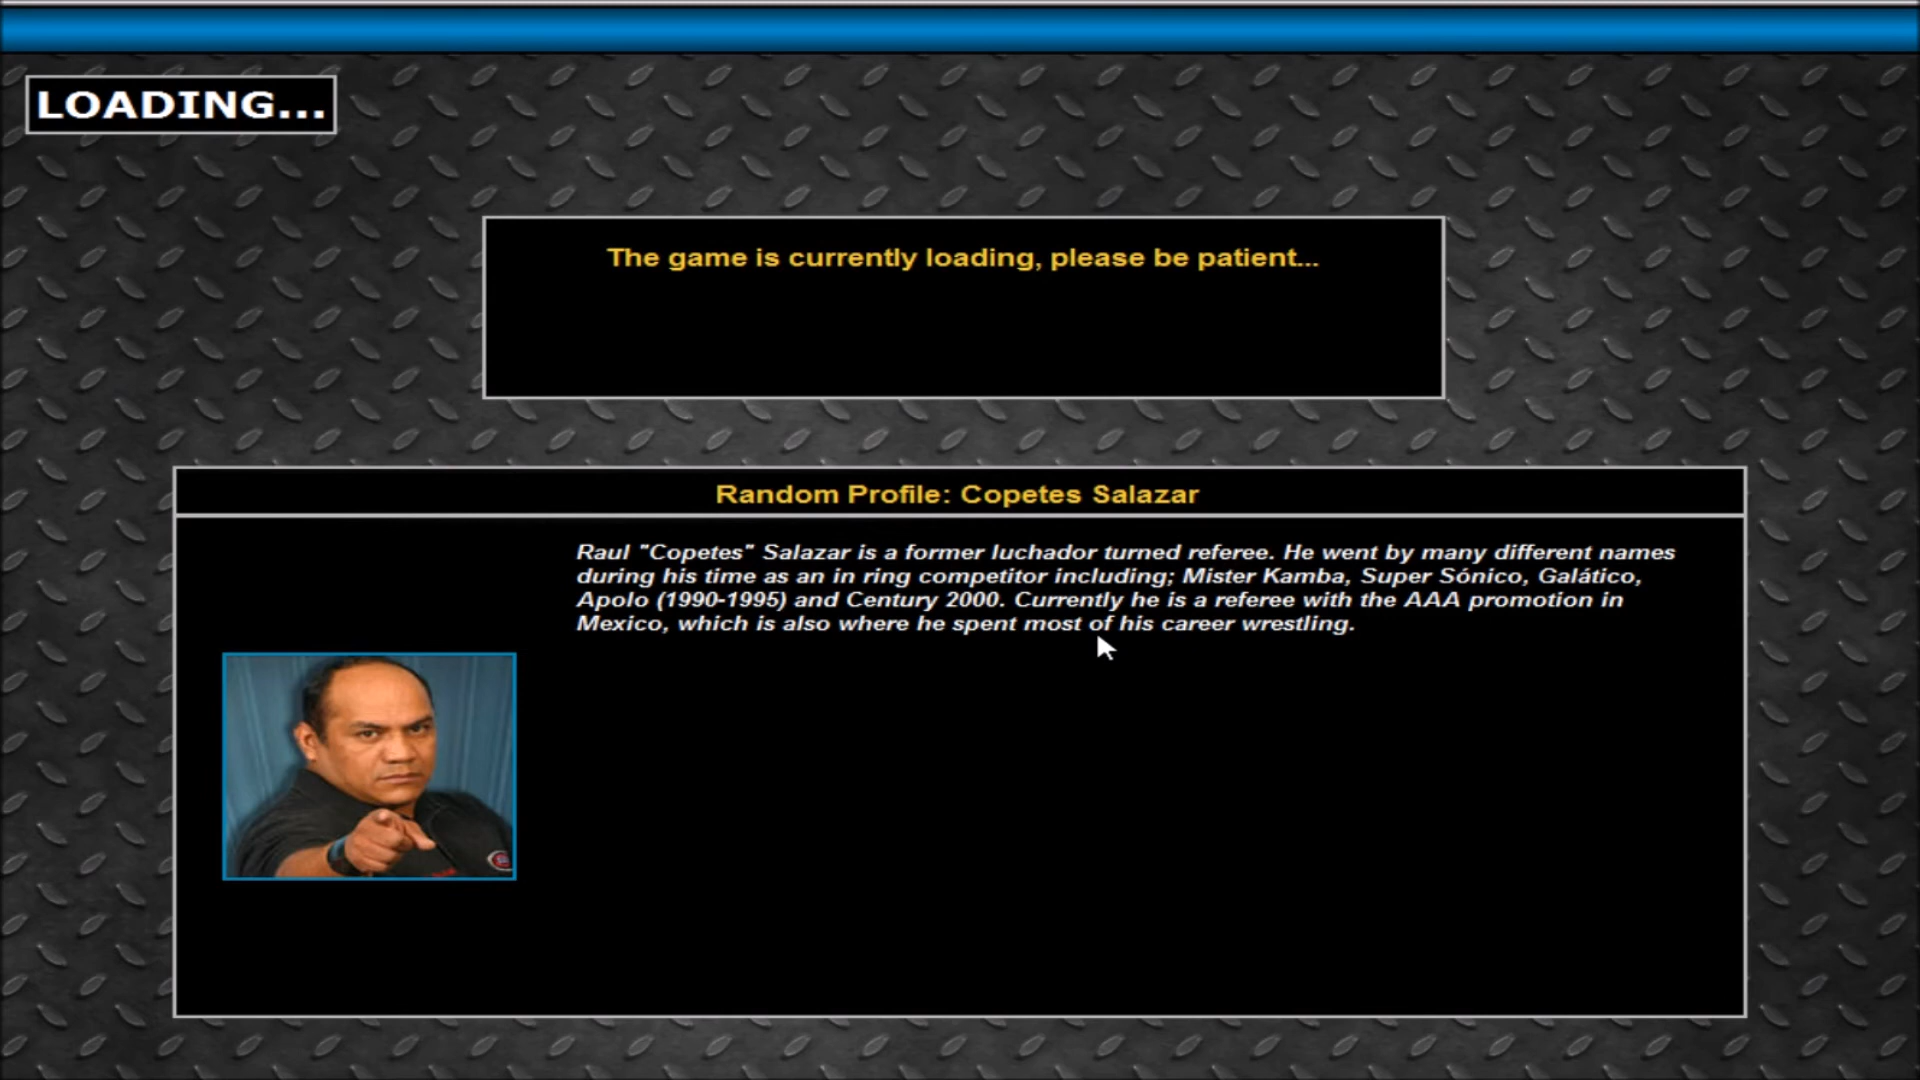 LOADING...
The game is currently loading, please be patient...
Random Profile: Copetes Salazar
Raul "Copetes" Salazar is a former luchador turned referee. He went by many different names
during his time as an in ring competitor including; Mister Kamba, Super Sónico, Galático,
Apolo (1990-1995) and Century 2000. Currently he is a referee with the AAA promotion in
Mexico, which is also where he spent most of his career wrestling.